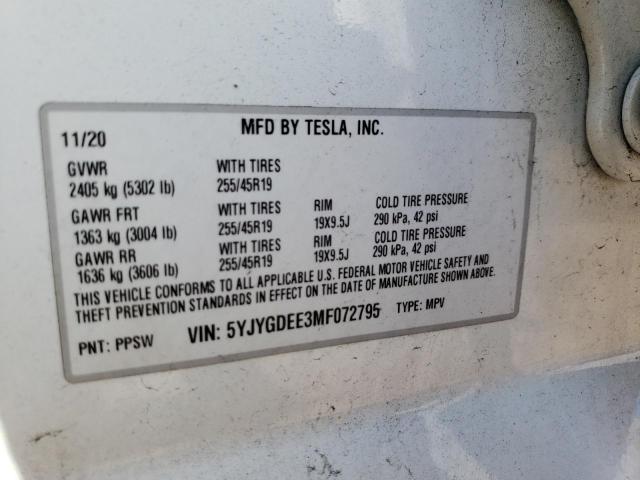 11/20 MFD BY TESLA, INC.
GVWR WITH TIRES
2405 kg (5302 lb) 255/45R19
GAWR FRT WITH TIRES RIM COLD TIRE PRESSURE
1363 kg (3004 lb) 255/45R19 19X9.5J 290 kPa, 42 psi
GAWR RR WITH TIRES RIM COLD TIRE PRESSURE
1636 kg (3606 lb) 255/45R19 19X9.5J 290 kPa, 42 psi
THIS VEHICLE CONFORMS TO ALL APPLICABLE U.S. FEDERAL MOTOR VEHICLE SAFETY AND
THEFT PREVENTION STANDARDS IN EFFECT ON THE DATE OF MANUFACTURE SHOWN ABOVE.
PNT: PPSW VIN: 5YJYGDEE3MF072795 TYPE: MPV